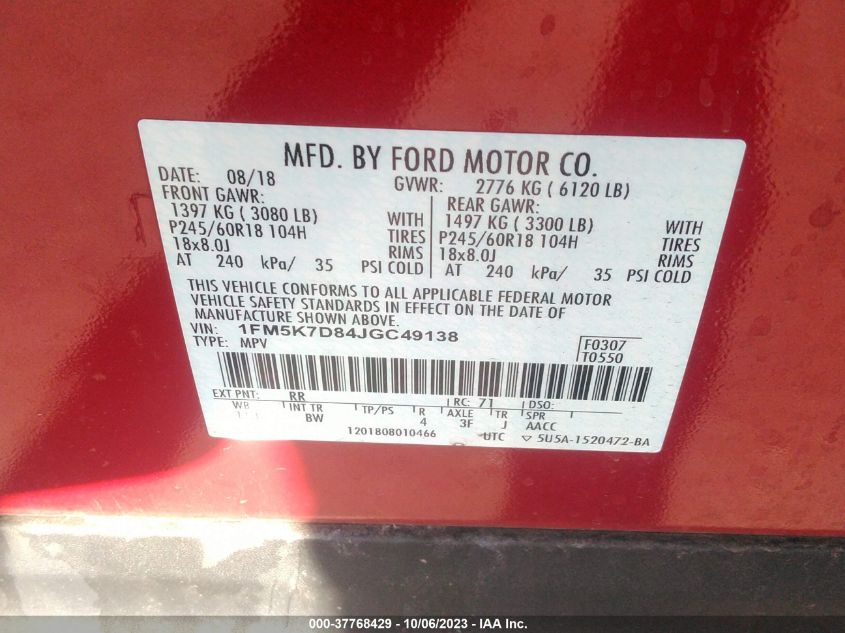 MFD. BY FORD MOTOR CO.
DATE: 08/18
GVWR: 2776 KG ( 6120 LB)
FRONT GAWR:
1397 KG ( 3080 LB) WITH
P245/60R18 104H TIRES
18x8.0J RIMS
AT 240 kPa/ 35 PSI COLD
REAR GAWR:
1497 KG ( 3300 LB) WITH
P245/60R18 104H TIRES
18x8.0J RIMS
AT 240 kPa/ 35 PSI COLD
THIS VEHICLE CONFORMS TO ALL APPLICABLE FEDERAL MOTOR
VEHICLE SAFETY STANDARDS IN EFFECT ON THE DATE OF
MANUFACTURE SHOWN ABOVE.
VIN: 1FM5K7D84JGC49138
TYPE: MPV
F0307
T0550
EXT PNT: RR RC: 71 DSO:
WB INT TR TP/PS R AXLE TR SPR
BW 4 3F J AACC
1201808010466 UTC ▽ 5U5A-1520472-BA
000-37768429 - 10/06/2023 - IAA Inc.